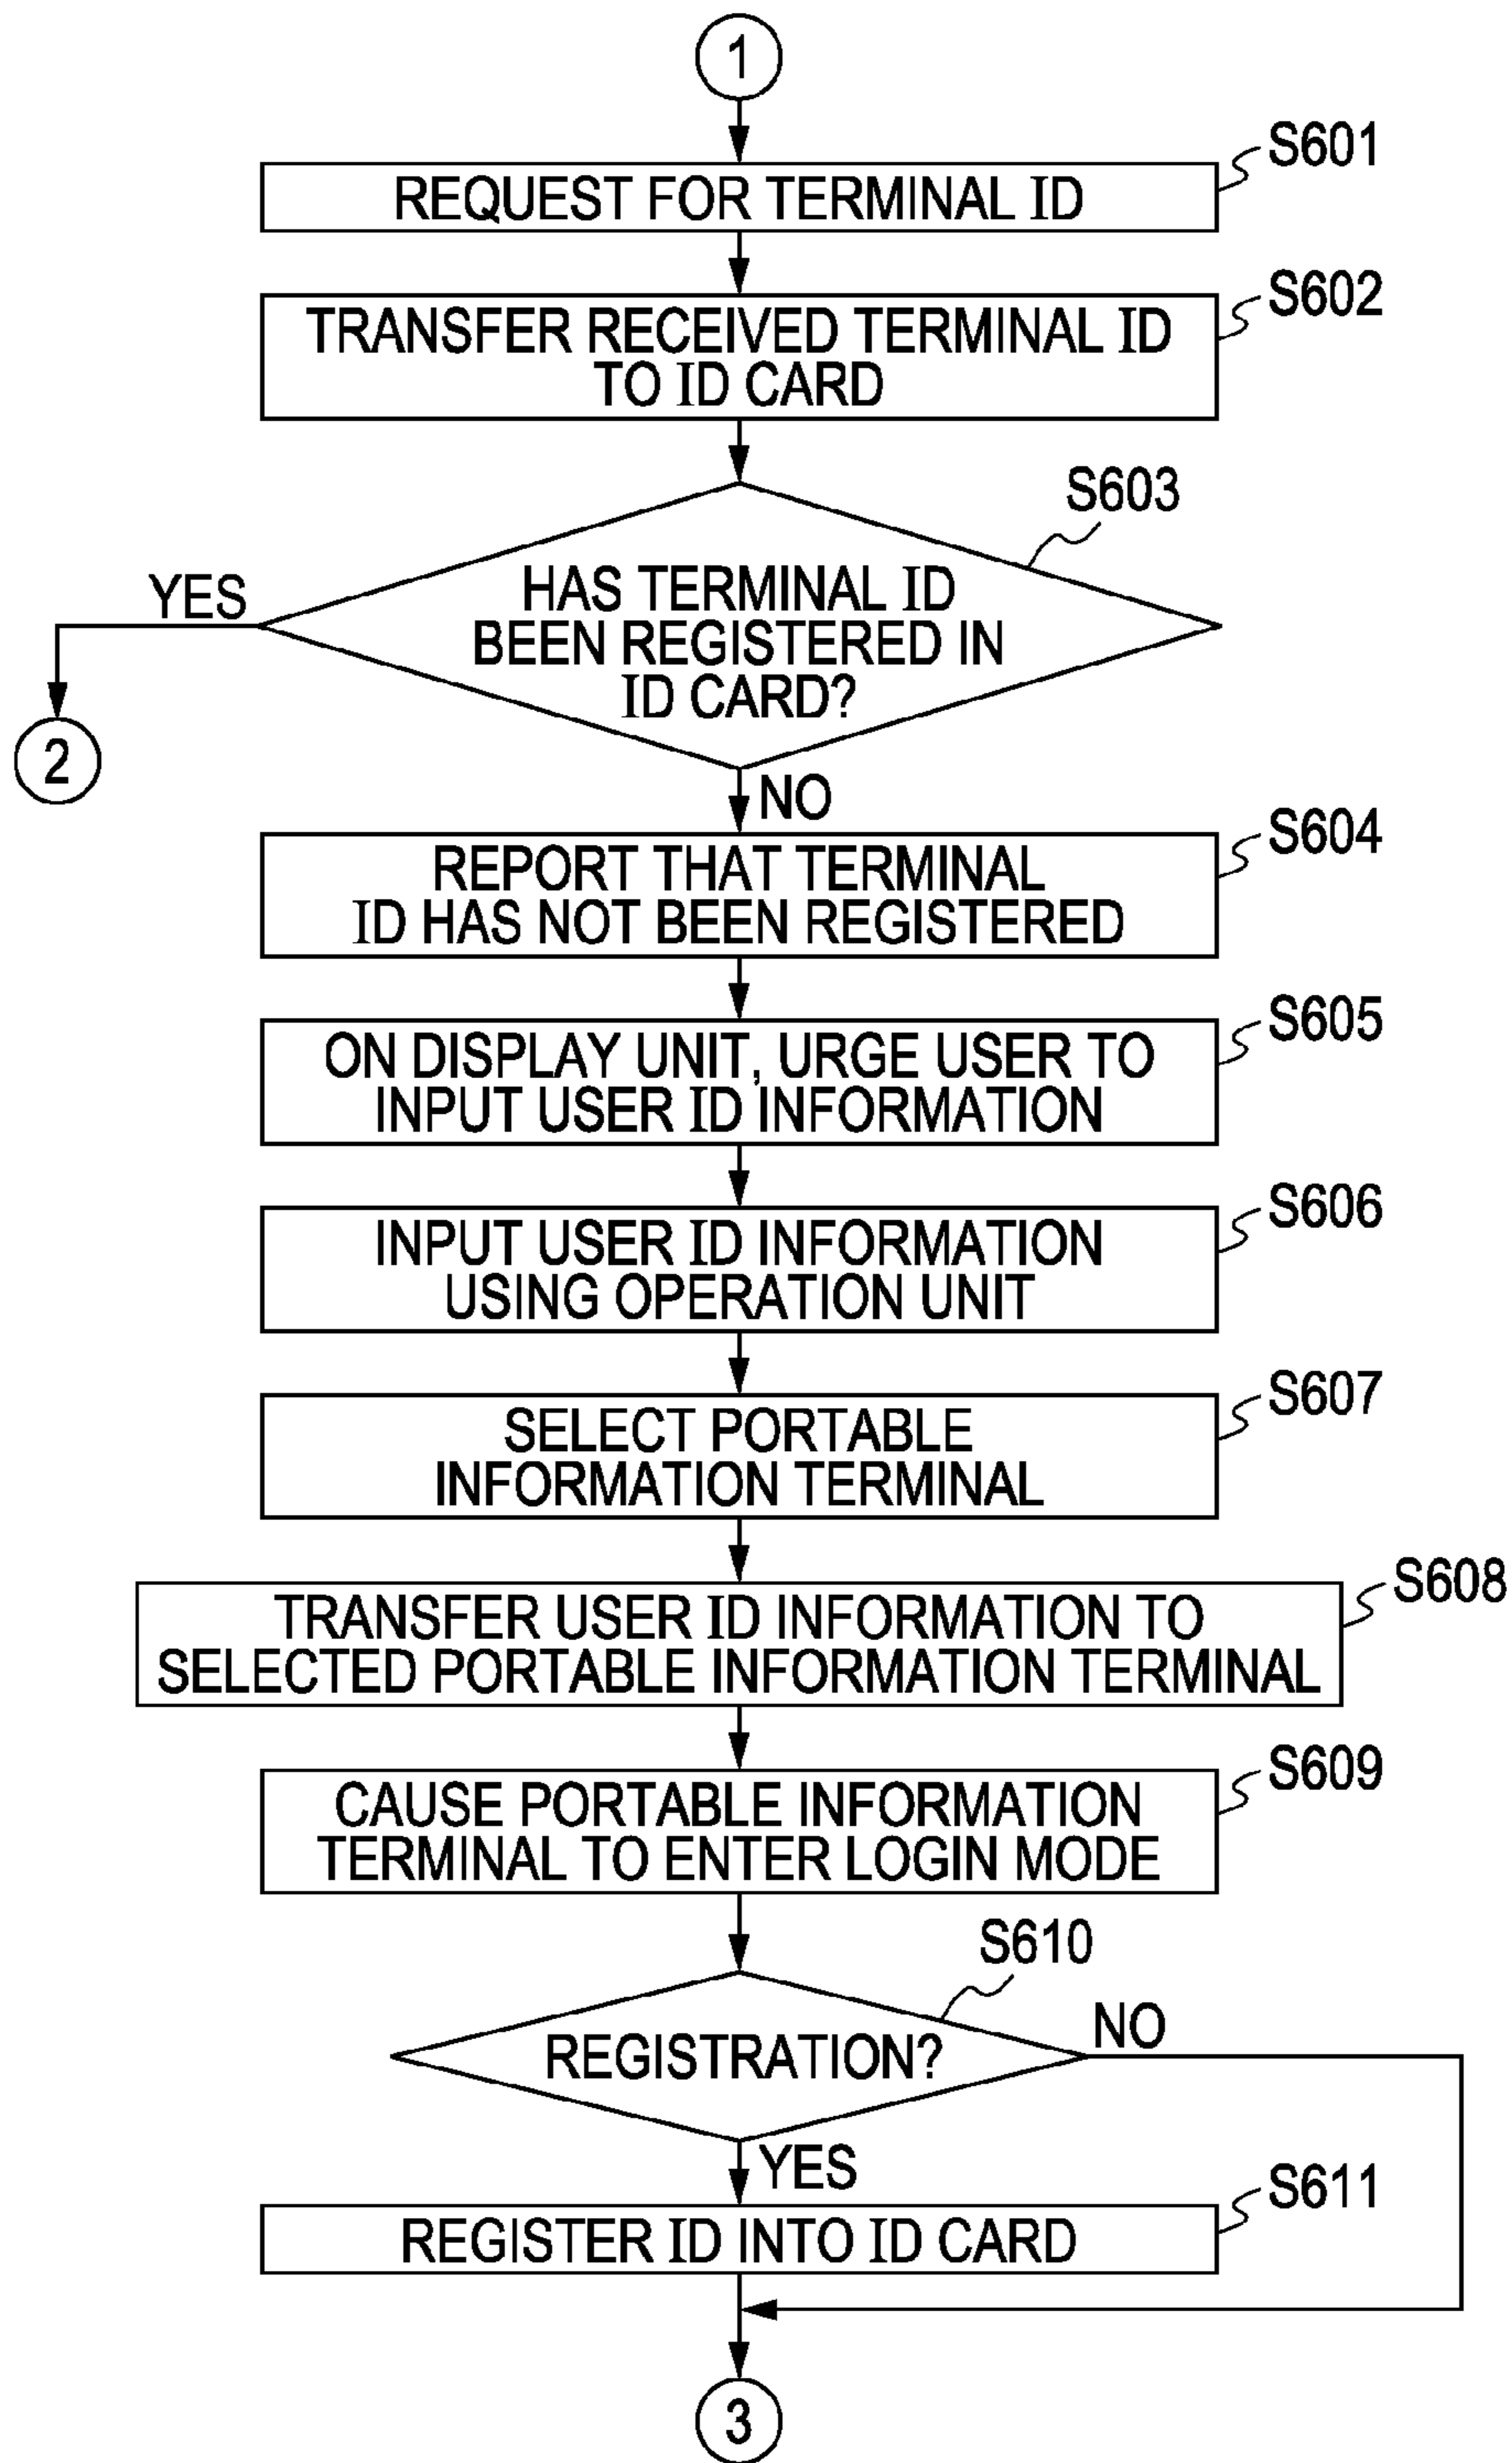 1
S601
REQUEST FOR TERMINAL ID
S602
TRANSFER RECEIVED TERMINAL ID
TO ID CARD
S603
HAS TERMINAL ID
BEEN REGISTERED IN
ID CARD?
YES
2
NO
S604
REPORT THAT TERMINAL
ID HAS NOT BEEN REGISTERED
S605
ON DISPLAY UNIT, URGE USER TO
INPUT USER ID INFORMATION
S606
INPUT USER ID INFORMATION
USING OPERATION UNIT
S607
SELECT PORTABLE
INFORMATION TERMINAL
S608
TRANSFER USER ID INFORMATION TO
SELECTED PORTABLE INFORMATION TERMINAL
S609
CAUSE PORTABLE INFORMATION
TERMINAL TO ENTER LOGIN MODE
S610
NO
REGISTRATION?
YES
S611
REGISTER ID INTO ID CARD
3